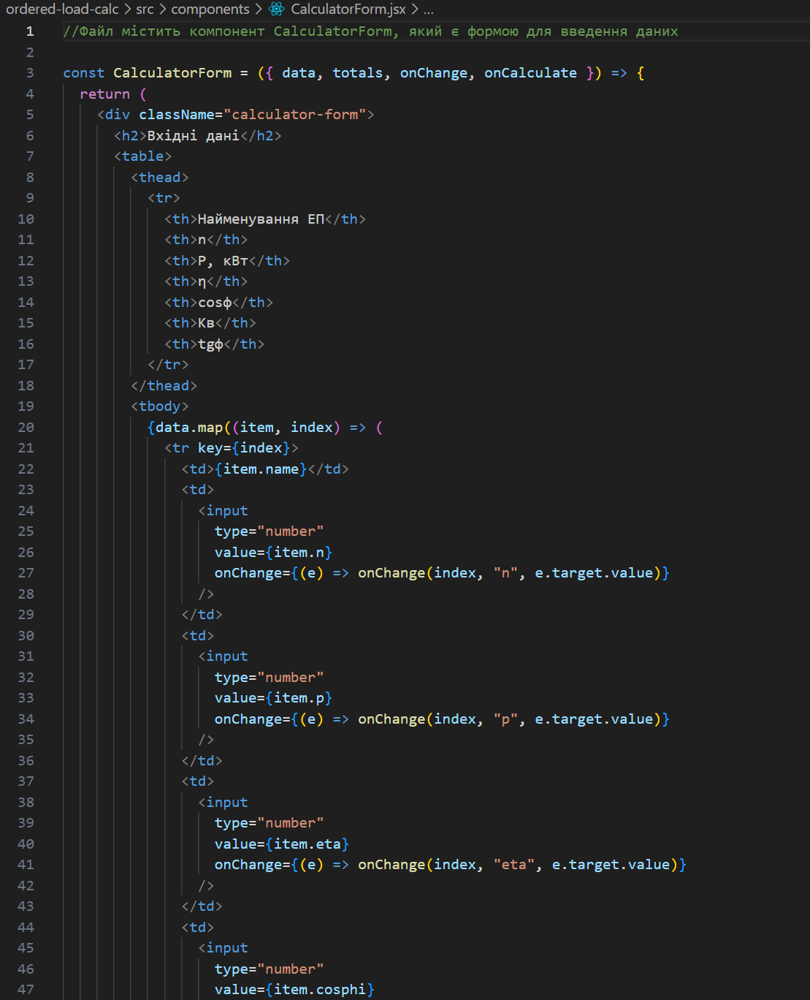 ordered-load-calc > src > components > CalculatorForm.jsx > ...
1 //Файл містить компонент CalculatorForm, який є формою для введення даних
2
3 const CalculatorForm = ({ data, totals, onChange, onCalculate }) => {
4 return (
5 <div className="calculator-form">
6 <h2>Вхідні дані</h2>
7 <table>
8 <thead>
9 <tr>
10 <th>Найменування ЕП</th>
11 <th>n</th>
12 <th>P, кВт</th>
13 <th>η</th>
14 <th>cosф</th>
15 <th>Кв</th>
16 <th>tgф</th>
17 </tr>
18 </thead>
19 <tbody>
20 {data.map((item, index) => (
21 <tr key={index}>
22 <td>{item.name}</td>
23 <td>
24 <input
25 type="number"
26 value={item.n}
27 onChange={(e) => onChange(index, "n", e.target.value)}
28 />
29 </td>
30 <td>
31 <input
32 type="number"
33 value={item.p}
34 onChange={(e) => onChange(index, "p", e.target.value)}
35 />
36 </td>
37 <td>
38 <input
39 type="number"
40 value={item.eta}
41 onChange={(e) => onChange(index, "eta", e.target.value)}
42 />
43 </td>
44 <td>
45 <input
46 type="number"
47 value={item.cosphi}